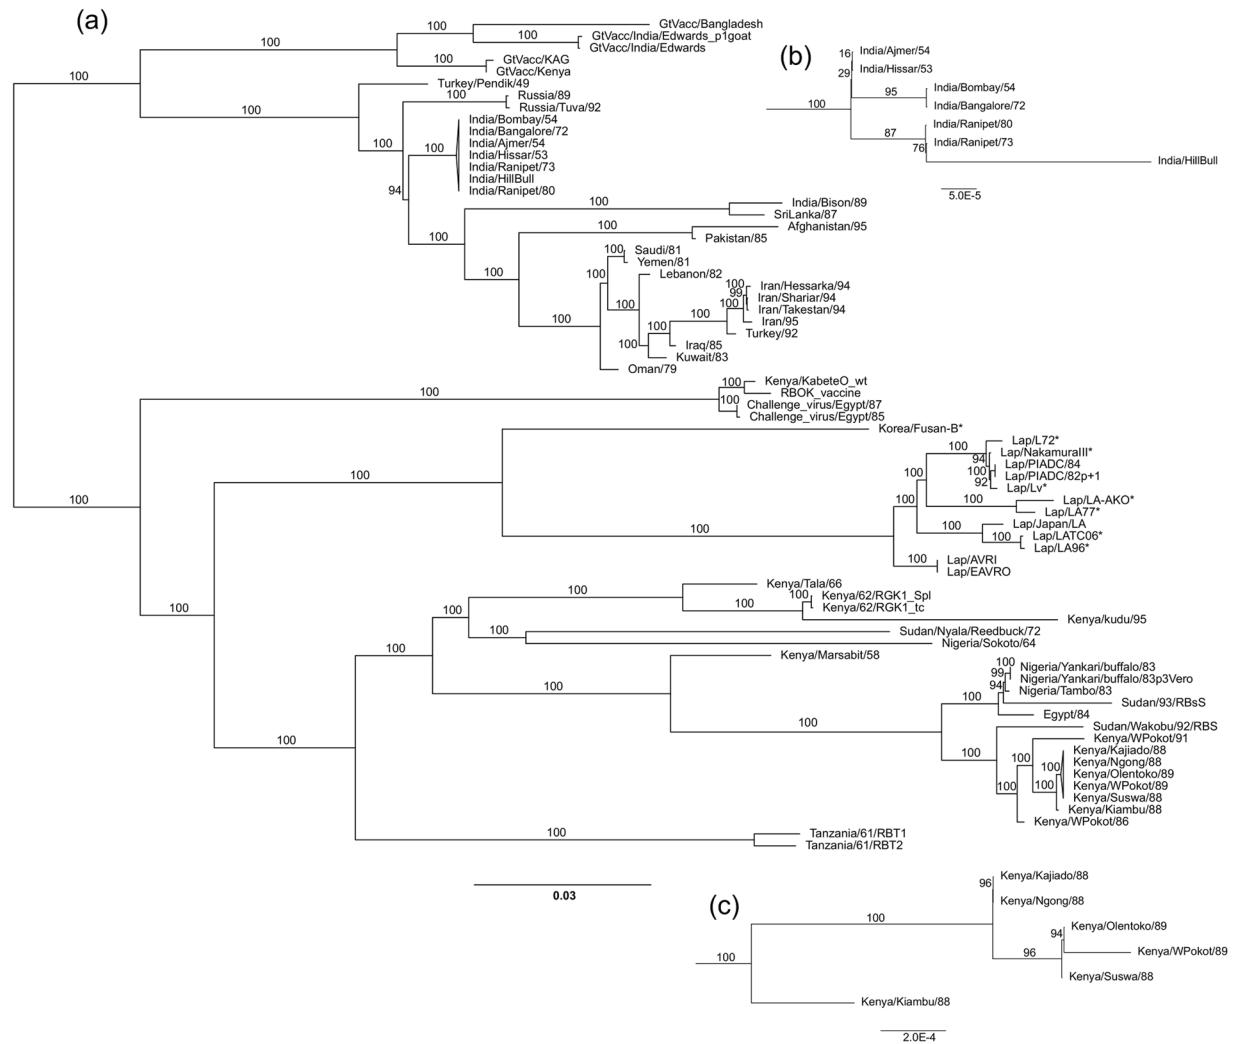 (a)
100
100
100
100
100
100
100
100
100
100
94
100
100
100
100
100
100
100
100
100
100
100
99
100
100
100
100
GtVacc/Bangladesh
GtVacc/India/Edwards_p1goat
GtVacc/India/Edwards
GtVacc/KAG
GtVacc/Kenya
Turkey/Pendik/49
Russia/89
Russia/Tuva/92
India/Bombay/54
India/Bangalore/72
India/Ajmer/54
India/Hissar/53
India/Ranipet/73
India/HillBull
India/Ranipet/80
India/Bison/89
SriLanka/87
Afghanistan/95
Pakistan/85
Saudi/81
Yemen/81
Lebanon/82
Iran/Hessarka/94
Iran/Shariar/94
Iran/Takestan/94
Iran/95
Turkey/92
Iraq/85
Kuwait/83
Oman/79
100
100
100
Kenya/KabeteO_wt
RBOK_vaccine
Challenge_virus/Egypt/87
Challenge_virus/Egypt/85
100
100
100
100
100
100
94
100
92
100
100
100
100
Korea/Fusan-B*
Lap/L72*
Lap/NakamuraIII*
Lap/PIADC/84
Lap/PIADC/82p+1
Lap/Lv*
Lap/LA-AKO*
Lap/LA77*
Lap/Japan/LA
Lap/LATC06*
Lap/LA96*
Lap/AVRI
Lap/EAVRO
100
100
100
100
100
100
100
100
100
100
100
99
94
100
100
100
100
100
100
Kenya/Tala/66
Kenya/62/RGK1_Spl
Kenya/62/RGK1_tc
Kenya/kudu/95
Sudan/Nyala/Reedbuck/72
Nigeria/Sokoto/64
Kenya/Marsabit/58
Nigeria/Yankari/buffalo/83
Nigeria/Yankari/buffalo/83p3Vero
Nigeria/Tambo/83
Sudan/93/RBsS
Egypt/84
Sudan/Wakobu/92/RBS
Kenya/WPokot/91
Kenya/Kajiado/88
Kenya/Ngong/88
Kenya/Olentoko/89
Kenya/WPokot/89
Kenya/Suswa/88
Kenya/Kiambu/88
Kenya/WPokot/86
100
Tanzania/61/RBT1
Tanzania/61/RBT2
0.03
(b)
16
29
100
95
87
76
India/Ajmer/54
India/Hissar/53
India/Bombay/54
India/Bangalore/72
India/Ranipet/80
India/Ranipet/73
India/HillBull
5.0E-5
(c)
100
100
96
94
96
Kenya/Kajiado/88
Kenya/Ngong/88
Kenya/Olentoko/89
Kenya/WPokot/89
Kenya/Suswa/88
Kenya/Kiambu/88
2.0E-4